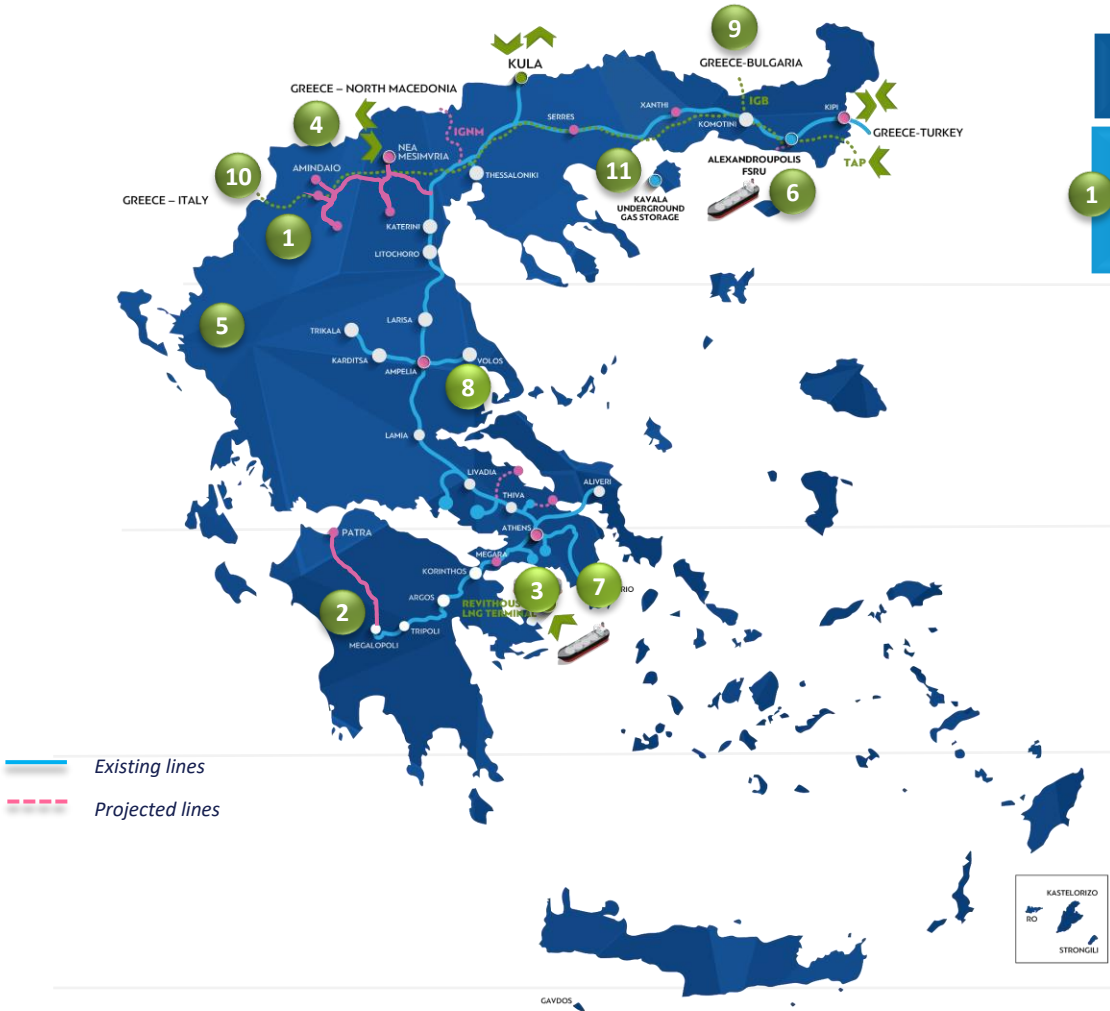 9
KULA
GREECE-BULGARIA
GREECE – NORTH MACEDONIA
IGB
XANTHI
KIPI
4
IGNM
SERRES
KOMOTINI
GREECE-TURKEY
NEA
MESIMVRIA
AMINDAIO
THESSALONIKI
11
ALEXANDROUPOLIS
FSRU
TAP
10
KAVALA
UNDERGROUND
GAS STORAGE
6
1
GREECE – ITALY
1
KATERINI
LITOCHORO
5
LARISA
TRIKALA
KARDITSA
VOLOS
AMPELIA
8
LAMIA
LIVADIA
ALIVERI
THIVA
ATHENS
PATRA
MEGARA
KORINTHOS
3
7
RIO
ARGOS
REVITHOUS
LNG TERMINAL
2
TRIPOLI
MEGALOPOLI
Existing lines
Projected lines
KASTELORIZO
RO
STRONGILI
GAVDOS